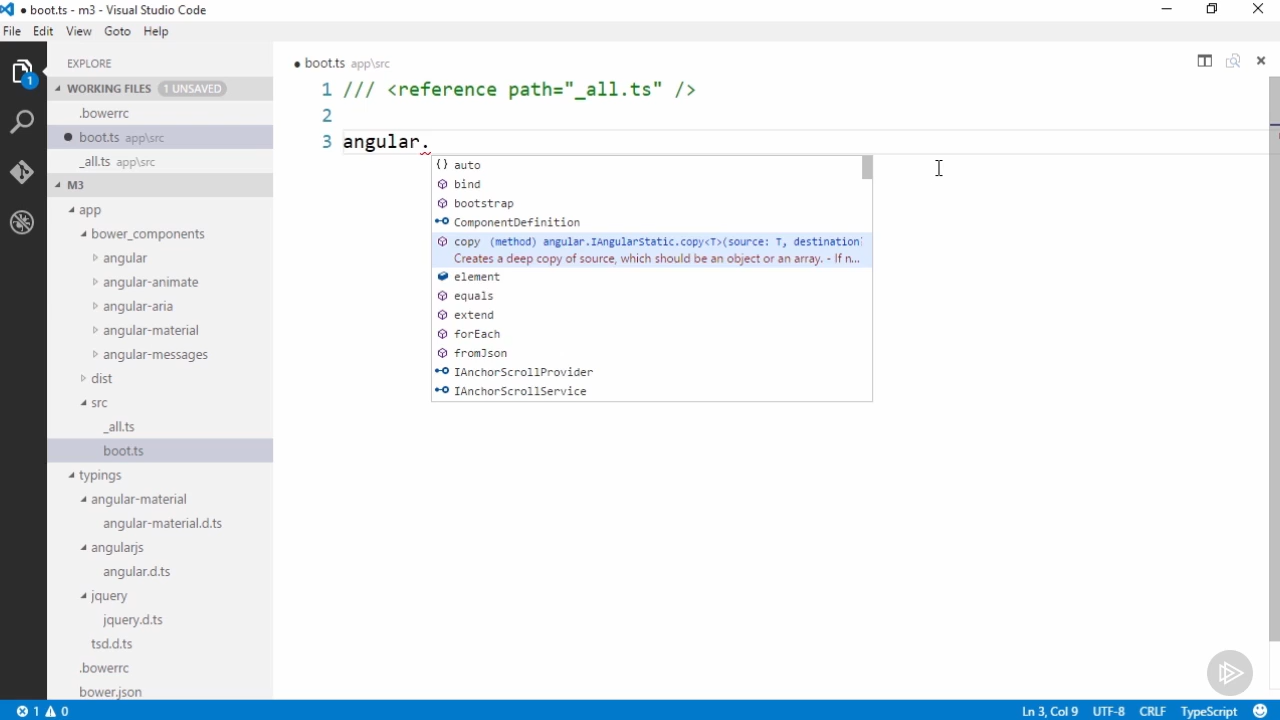 boot.ts - m3 - Visual Studio Code
File Edit View Goto Help
EXPLORE
WORKING FILES 1 UNSAVED
.bowerrc
boot.ts app\src
_all.ts app\src
M3
app
bower_components
angular
angular-animate
angular-aria
angular-material
angular-messages
dist
src
_all.ts
boot.ts
typings
angular-material
angular-material.d.ts
angularjs
angular.d.ts
jquery
jquery.d.ts
tsd.d.ts
.bowerrc
bower.json
1
boot.ts app\src
1 /// <reference path="_all.ts" />
2
3 angular.
{} auto
bind
bootstrap
ComponentDefinition
copy (method) angular.IAngularStatic.copy<T>(source: T, destination
Creates a deep copy of source, which should be an object or an array. - If n...
element
equals
extend
forEach
fromJson
IAnchorScrollProvider
IAnchorScrollService
1 0 Ln 3, Col 9 UTF-8 CRLF TypeScript